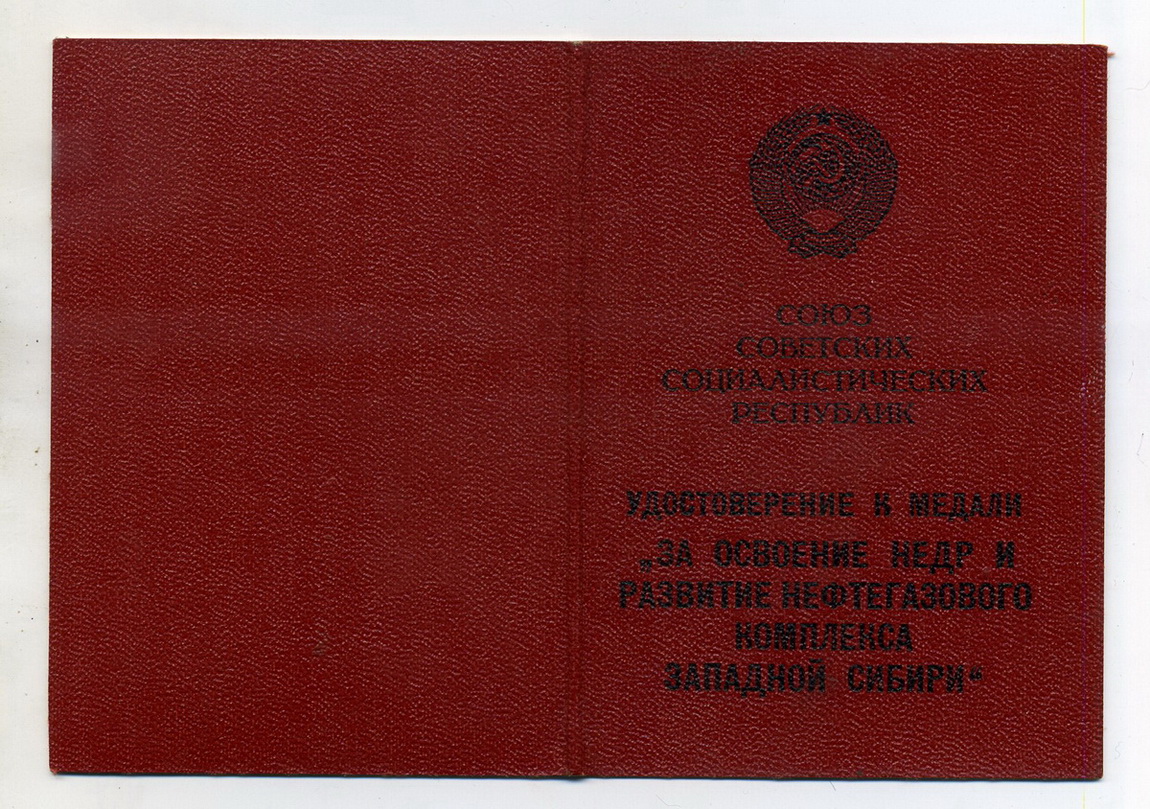 СОЮЗ
СОВЕТСКИХ
СОЦИАЛИСТИЧЕСКИХ
РЕСПУБЛИК
УДОСТОВЕРЕНИЕ К МЕДАЛИ
„ЗА ОСВОЕНИЕ НЕДР И
РАЗВИТИЕ НЕФТЕГАЗОВОГО
КОМПЛЕКСА
ЗАПАДНОЙ СИБИРИ“